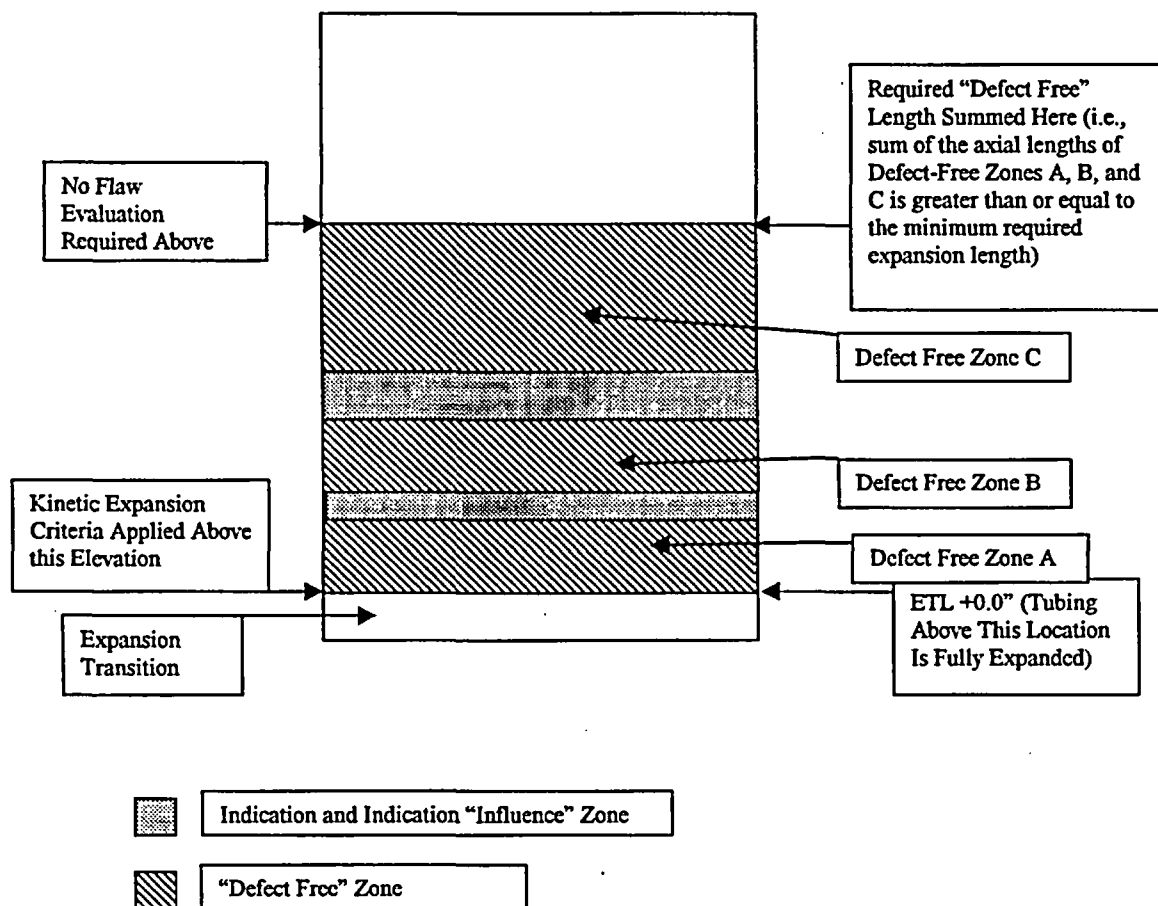 No Flaw
Evaluation
Required Above
Required “Defect Free”
Length Summed Here (i.e.,
sum of the axial lengths of
Defect-Free Zones A, B, and
C is greater than or equal to
the minimum required
expansion length)
Defect Free Zone C
Defect Free Zone B
Kinetic Expansion
Criteria Applied Above
this Elevation
Defect Free Zone A
ETL +0.0” (Tubing
Above This Location
Is Fully Expanded)
Expansion
Transition
Indication and Indication “Influence” Zone
“Defect Free” Zone